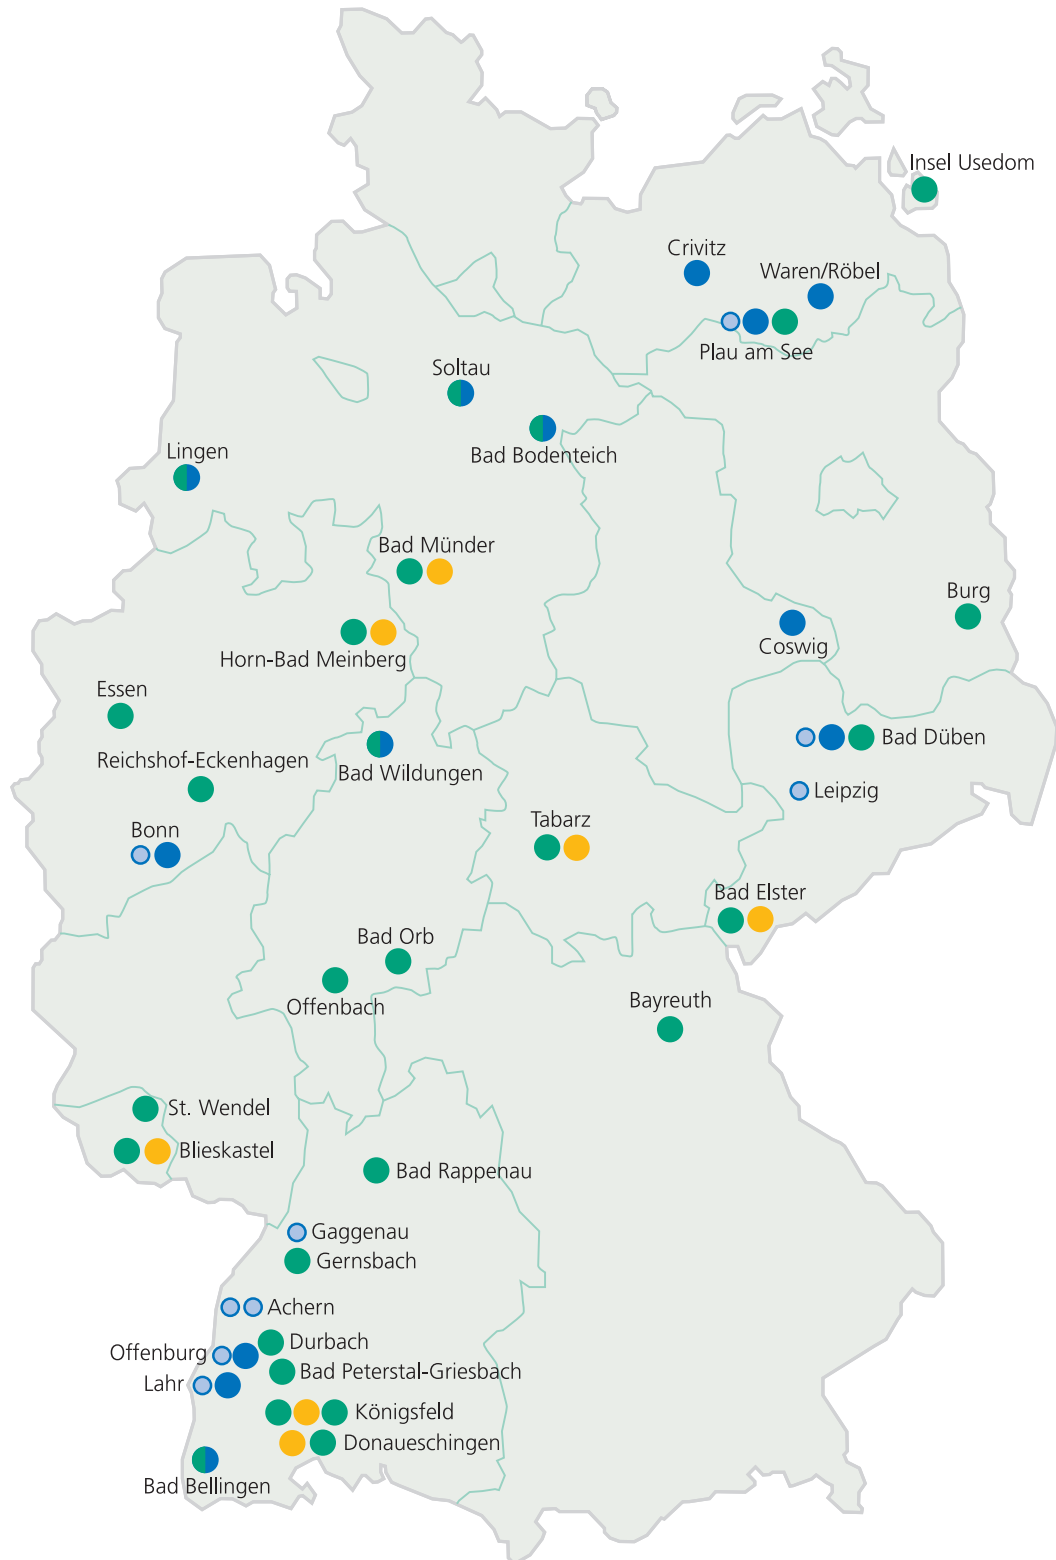 Insel Usedom
Crivitz
Waren/Röbel
Plau am See
Soltau
Bad Bodenteich
Lingen
Bad Münder
Burg
Coswig
Horn-Bad Meinberg
Essen
Bad Düben
Bad Wildungen
Reichshof-Eckenhagen
Leipzig
Tabarz
Bonn
Bad Elster
Bad Orb
Offenbach
Bayreuth
St. Wendel
Blieskastel
Bad Rappenau
Gaggenau
Gernsbach
Achern
Durbach
Offenburg
Bad Peterstal-Griesbach
Lahr
Königsfeld
Donaueschingen
Bad Bellingen